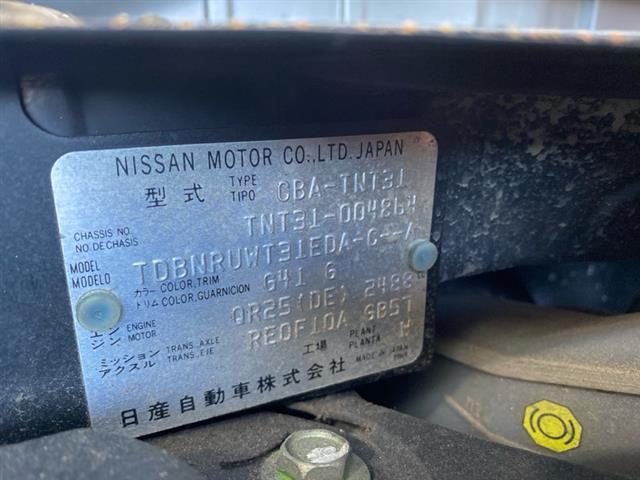 NISSAN MOTOR CO.,LTD.JAPAN
型式 TYPE TIPO CBA-TNT31
CHASSIS NO. NO.DECHASIS TNT31-004864
MODEL MODELO TDBNRUWT31EDA-C--A
カラー COLOR,TRIM トリム COLOR,GUARNICION G41 G
エンジン ENGINE MOTOR QR25(DE) 2488
ミッション アクスル TRANS.,AXLE TRANS.,EJE RE0F10A GB57
工場 PLANT PLANTA W
日産自動車株式会社 MADE IN JAPAN